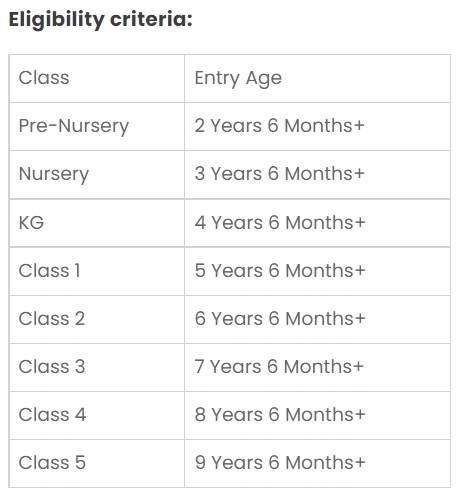 Eligibility criteria:
Class Entry Age
Pre-Nursery 2 Years 6 Months+
Nursery 3 Years 6 Months+
KG 4 Years 6 Months+
Class 1 5 Years 6 Months+
Class 2 6 Years 6 Months+
Class 3 7 Years 6 Months+
Class 4 8 Years 6 Months+
Class 5 9 Years 6 Months+